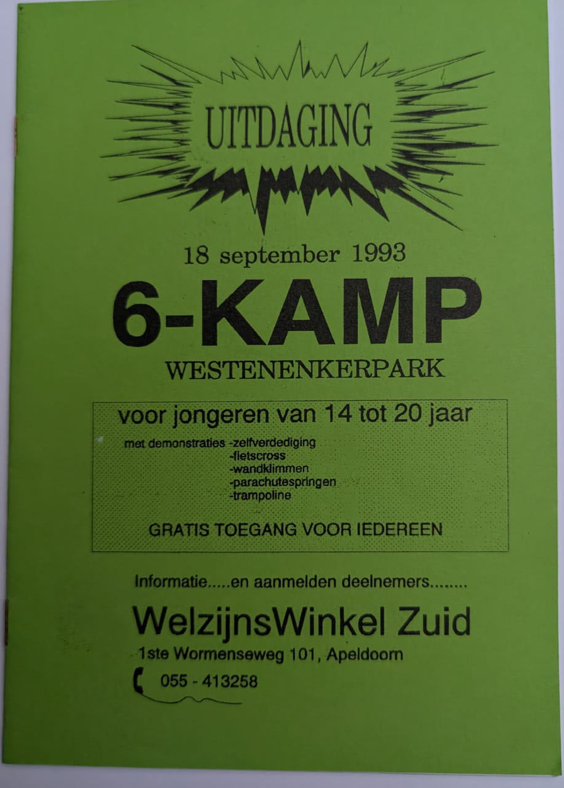 UITDAGING
18 september 1993
6-KAMP
WESTENENKERPARK
voor jongeren van 14 tot 20 jaar
met demonstraties -zelfverdediging
-fietscross
-wandklimmen
-parachutespringen
-trampoline
GRATIS TOEGANG VOOR IEDEREEN
Informatie.....en aanmelden deelnemers........
WelzijnsWinkel Zuid
1ste Wormenseweg 101, Apeldoorn
055 - 413258